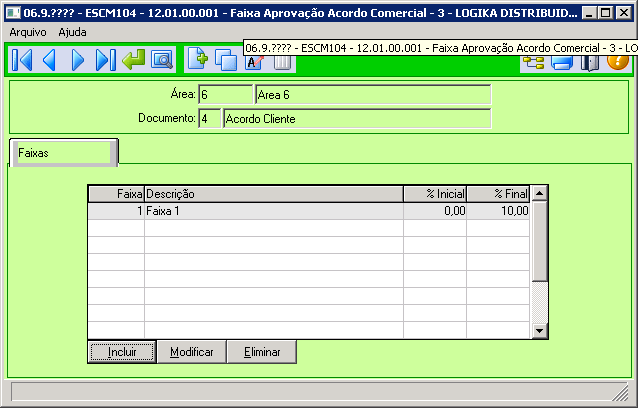 06.9.???? - ESCM104 - 12.01.00.001 - Faixa Aprovação Acordo Comercial - 3 - LOGIKA DISTRIBUID...
Arquivo Ajuda
06.9.???? - ESCM104 - 12.01.00.001 - Faixa Aprovação Acordo Comercial - 3 - LO
Área: 6 Area 6
Documento: 4 Acordo Cliente
Faixas
Faixa Descrição % Inicial % Final
1 Faixa 1 0,00 10,00
Incluir Modificar Eliminar